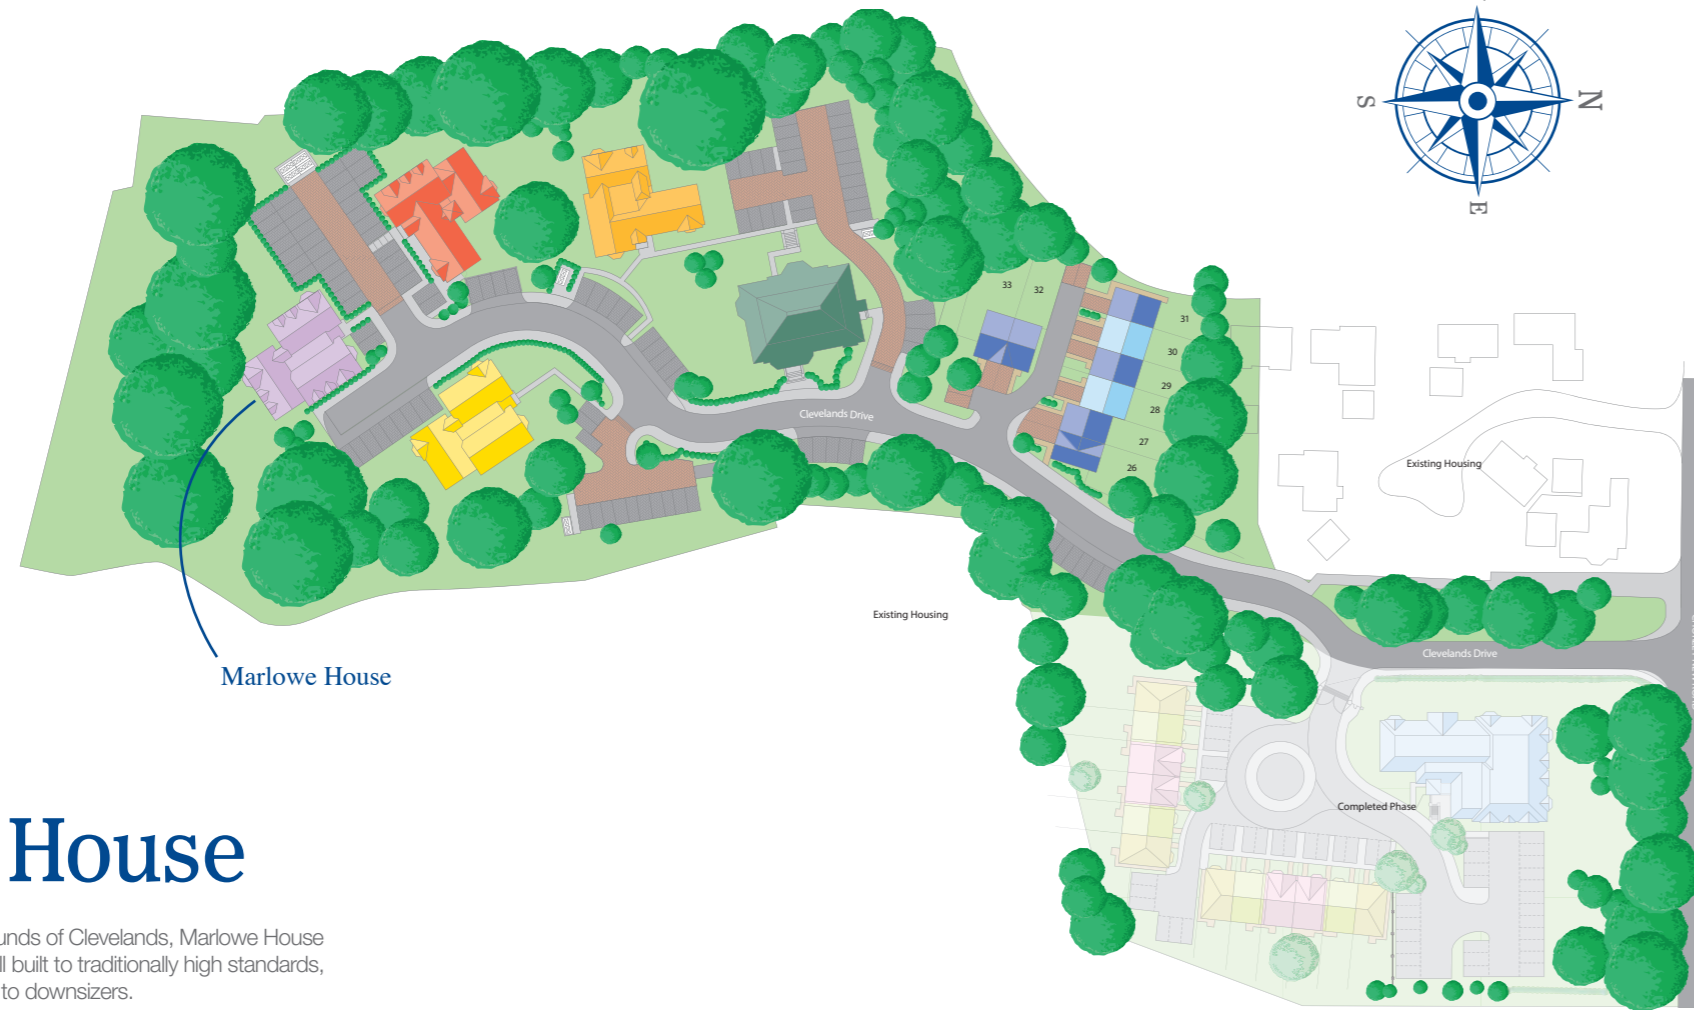 N
S
E
33
32
31
30
29
28
27
26
Clevelands Drive
Existing Housing
Existing Housing
Clevelands Drive
Marlowe House
Completed Phase
House
unds of Clevelands, Marlowe House
ll built to traditionally high standards,
to downsizers.